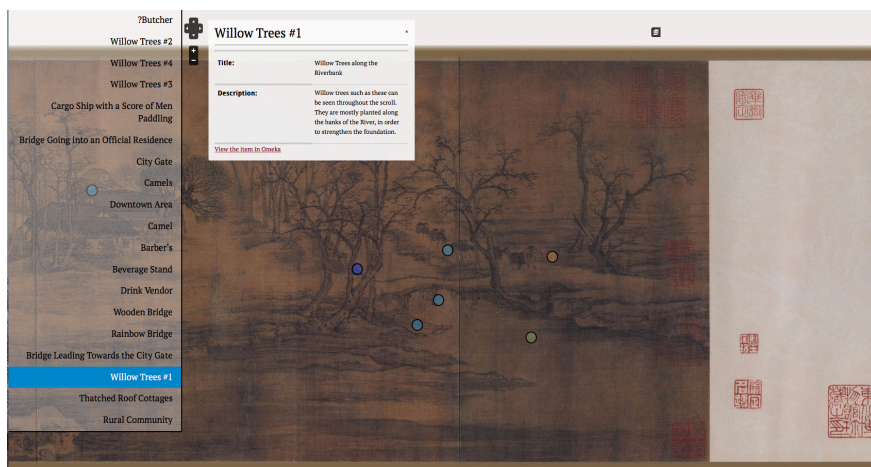 ?Butcher
Willow Trees #2
Willow Trees #4
Willow Trees #3
Cargo Ship with a Score of Men
Paddling
Bridge Going into an Official Residence
City Gate
Camels
Downtown Area
Camel
Barber's
Beverage Stand
Drink Vendor
Wooden Bridge
Rainbow Bridge
Bridge Leading Towards the City Gate
Willow Trees #1
Thatched Roof Cottages
Rural Community
Willow Trees #1
Title:
Willow Trees along the
Riverbank
Description:
Willow trees such as these can
be seen throughout the scroll.
They are mostly planted along
the banks of the River, in order
to strengthen the foundation.
View the item in Omeka